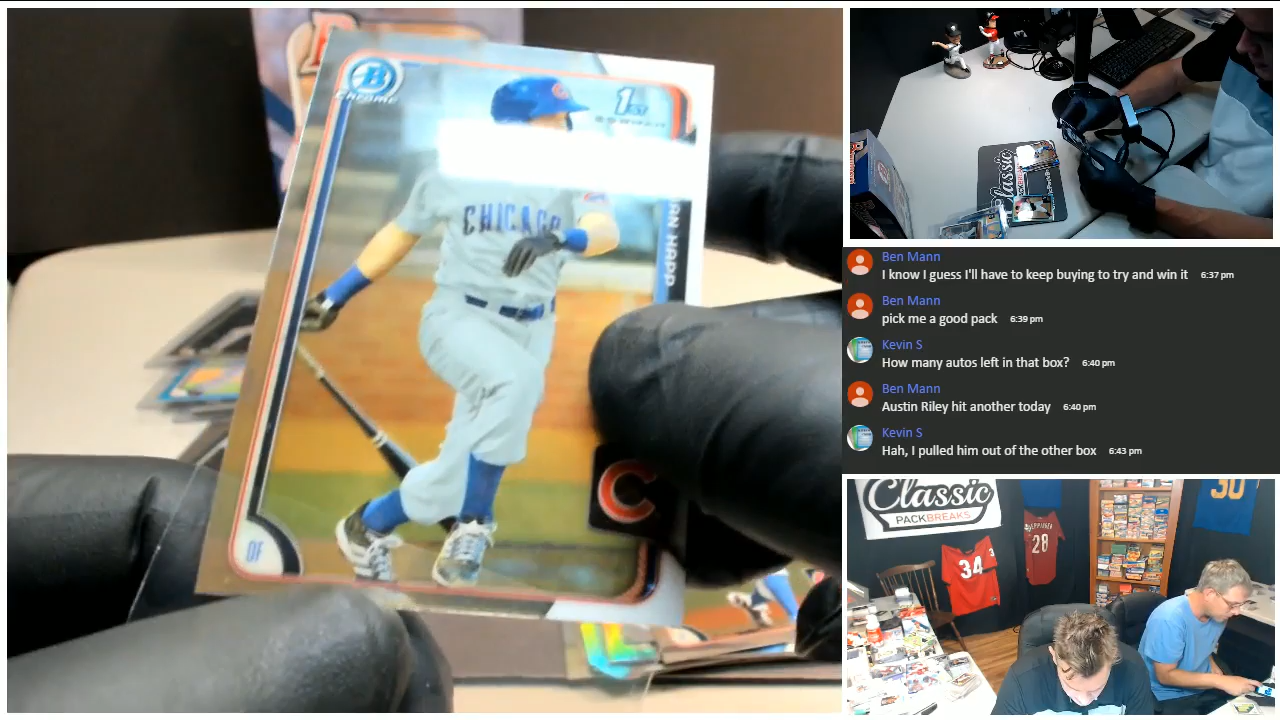 B
Chrome
1ST
BOWMAN
CHICAGO
IAN HAPP
C
OF
Classic
Ben Mann
I know I guess I'll have to keep buying to try and win it 6:37 pm
Ben Mann
pick me a good pack 6:39 pm
Kevin S
How many autos left in that box? 6:40 pm
Ben Mann
Austin Riley hit another today 6:40 pm
Kevin S
Hah, I pulled him out of the other box 6:43 pm
Classic
PACKBREAKS
30
28
34